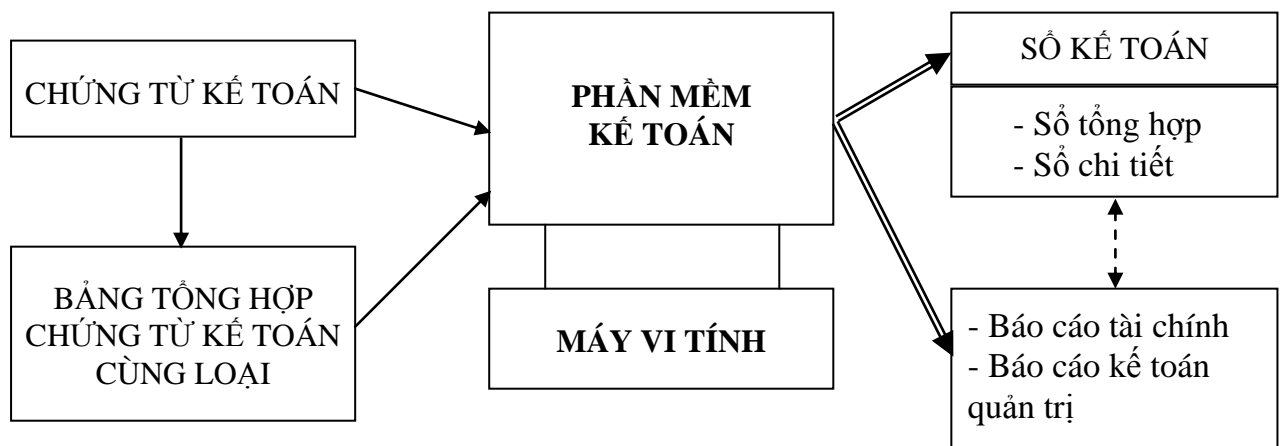 CHỨNG TỪ KẾ TOÁN
BẢNG TỔNG HỢP
CHỨNG TỪ KẾ TOÁN
CÙNG LOẠI
PHẦN MỀM
KẾ TOÁN
MÁY VI TÍNH
SỔ KẾ TOÁN
- Sổ tổng hợp
- Sổ chi tiết
- Báo cáo tài chính
- Báo cáo kế toán
quản trị